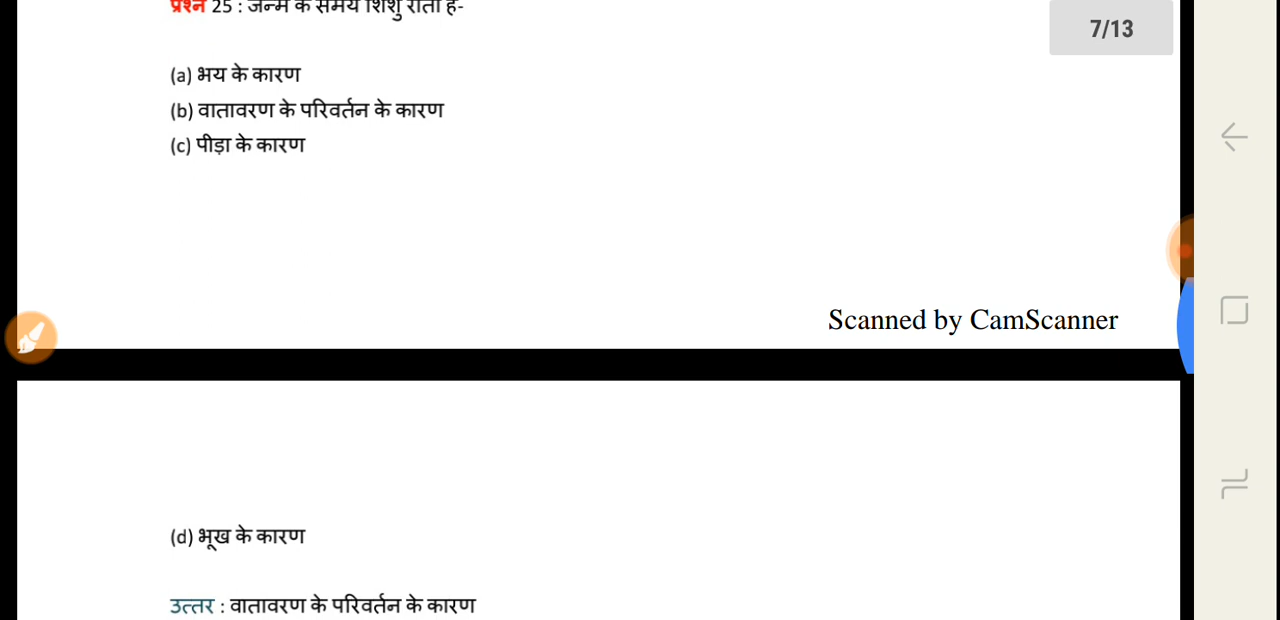 प्रश्न 25 : जन्म के समय शिशु रोता है-
7/13
(a) भय के कारण
(b) वातावरण के परिवर्तन के कारण
(c) पीड़ा के कारण
Scanned by CamScanner
(d) भूख के कारण
उत्तर : वातावरण के परिवर्तन के कारण